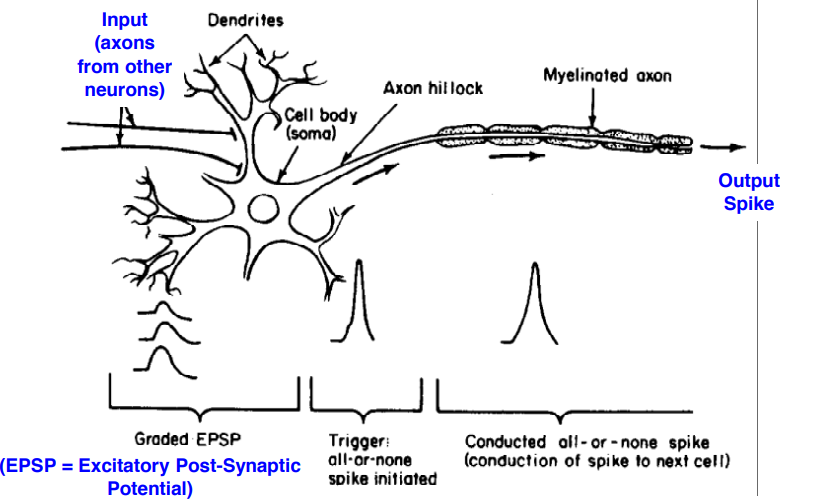 Input
(axons
from other
neurons)
Dendrites
Cell body
(soma)
Axon hillock
Myelinated axon
Output
Spike
Graded EPSP
(EPSP = Excitatory Post-Synaptic
Potential)
Trigger:
all-or-none
spike initiated
Conducted all-or-none spike
(conduction of spike to next cell)